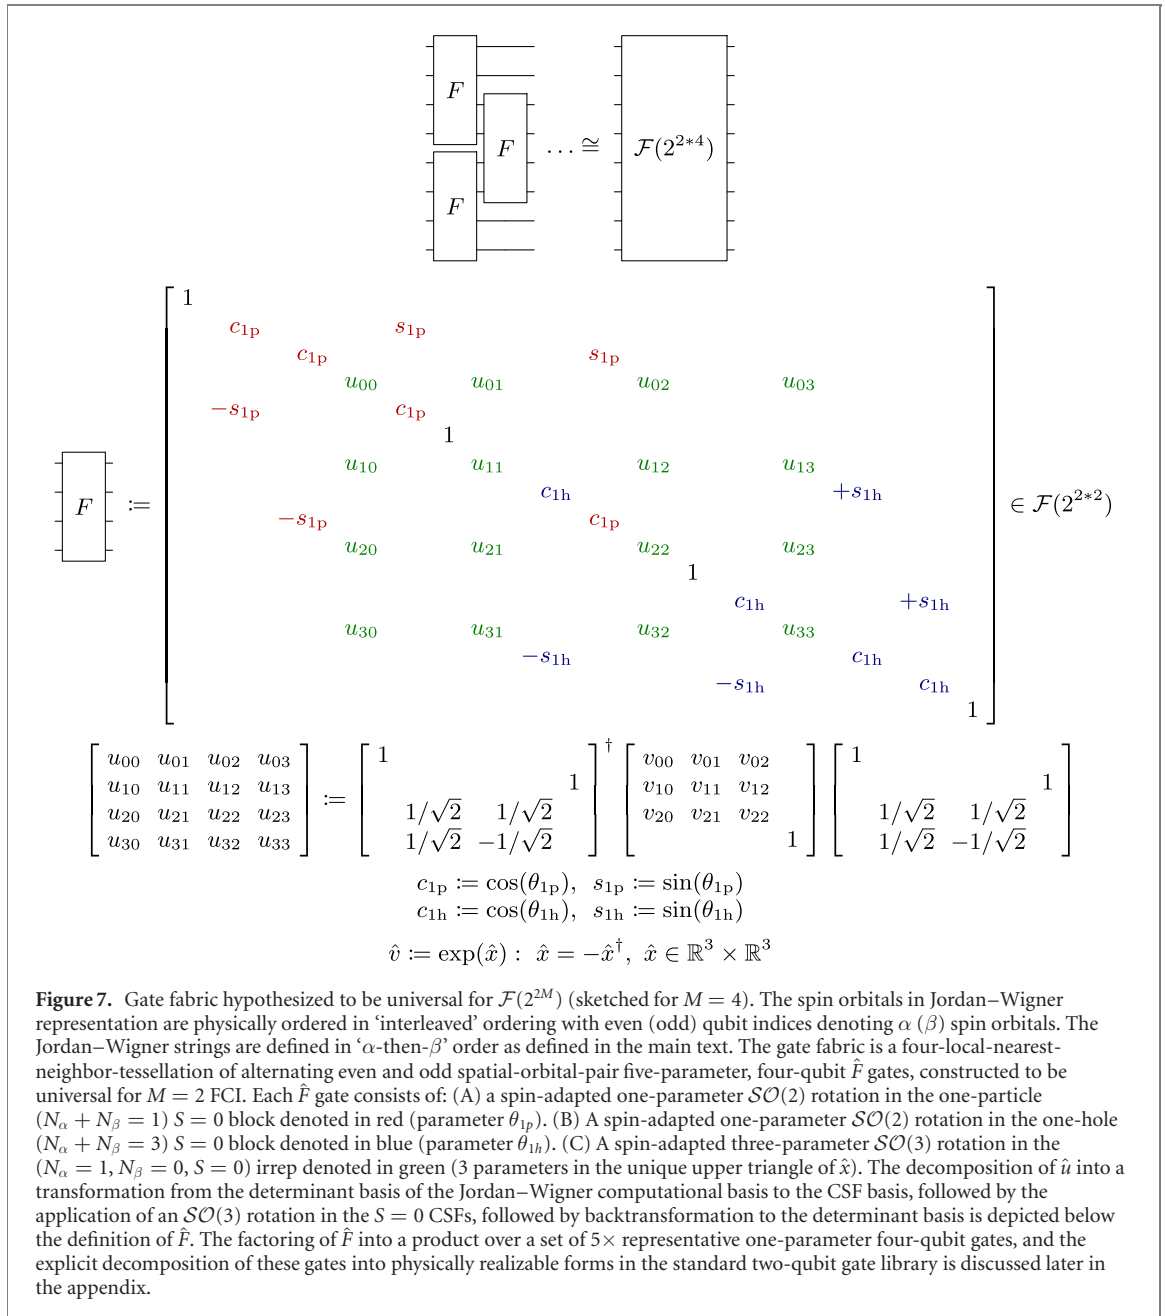 F
F
F
... ≅ 𝓕(2^{2*4})
1
c_{1p} s_{1p}
c_{1p} s_{1p}
u_{00} u_{01} u_{02} u_{03}
−s_{1p} c_{1p}
1
u_{10} u_{11} u_{12} u_{13}
c_{1h} +s_{1h}
F := ∈ 𝓕(2^{2*2})
−s_{1p} c_{1p}
u_{20} u_{21} u_{22} u_{23}
1
c_{1h} +s_{1h}
u_{30} u_{31} u_{32} u_{33}
−s_{1h} c_{1h}
−s_{1h} c_{1h}
1
u_{00} u_{01} u_{02} u_{03} 1 † v_{00} v_{01} v_{02} 1
u_{10} u_{11} u_{12} u_{13} 1 v_{10} v_{11} v_{12} 1
:=
u_{20} u_{21} u_{22} u_{23} 1/√2 1/√2 v_{20} v_{21} v_{22} 1/√2 1/√2
u_{30} u_{31} u_{32} u_{33} 1/√2 −1/√2 1 1/√2 −1/√2
c_{1p} := cos(θ_{1p}), s_{1p} := sin(θ_{1p})
c_{1h} := cos(θ_{1h}), s_{1h} := sin(θ_{1h})
v̂ := exp(x̂) : x̂ = −x̂^†, x̂ ∈ ℝ^3 × ℝ^3
Figure 7. Gate fabric hypothesized to be universal for 𝓕(2^{2M}) (sketched for M = 4). The spin orbitals in Jordan–Wigner
representation are physically ordered in ‘interleaved’ ordering with even (odd) qubit indices denoting α (β) spin orbitals. The
Jordan–Wigner strings are defined in ‘α-then-β’ order as defined in the main text. The gate fabric is a four-local-nearest-
neighbor-tessellation of alternating even and odd spatial-orbital-pair five-parameter, four-qubit F̂ gates, constructed to be
universal for M = 2 FCI. Each F̂ gate consists of: (A) a spin-adapted one-parameter 𝒮𝒪(2) rotation in the one-particle
(N_α + N_β = 1) S = 0 block denoted in red (parameter θ_{1p}). (B) A spin-adapted one-parameter 𝒮𝒪(2) rotation in the one-hole
(N_α + N_β = 3) S = 0 block denoted in blue (parameter θ_{1h}). (C) A spin-adapted three-parameter 𝒮𝒪(3) rotation in the
(N_α = 1, N_β = 0, S = 0) irrep denoted in green (3 parameters in the unique upper triangle of x̂). The decomposition of û into a
transformation from the determinant basis of the Jordan–Wigner computational basis to the CSF basis, followed by the
application of an 𝒮𝒪(3) rotation in the S = 0 CSFs, followed by backtransformation to the determinant basis is depicted below
the definition of F̂. The factoring of F̂ into a product over a set of 5× representative one-parameter four-qubit gates, and the
explicit decomposition of these gates into physically realizable forms in the standard two-qubit gate library is discussed later in
the appendix.